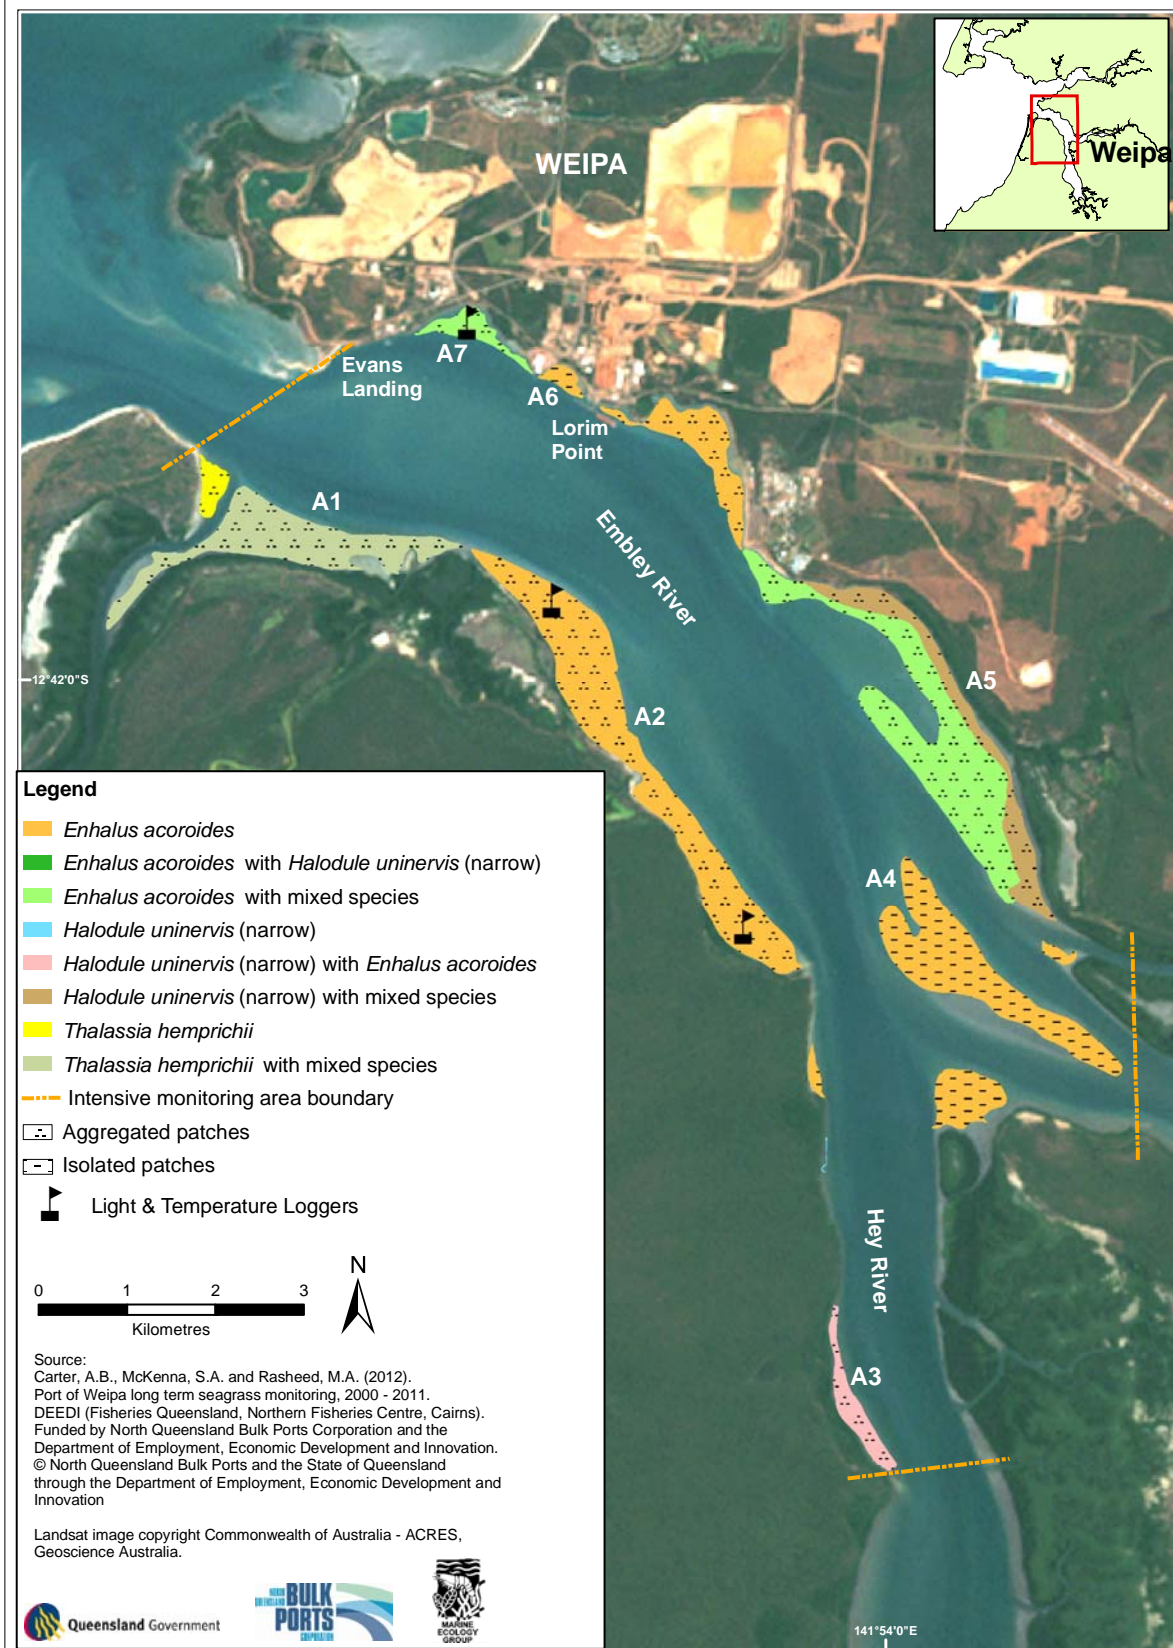 WEIPA
Weipa
Evans
Landing
A7
A6
Lorim
Point
A1
Embley River
12°42'0"S
A5
A2
A4
Legend
Enhalus acoroides
Enhalus acoroides with Halodule uninervis (narrow)
Enhalus acoroides with mixed species
Halodule uninervis (narrow)
Halodule uninervis (narrow) with Enhalus acoroides
Halodule uninervis (narrow) with mixed species
Thalassia hemprichii
Thalassia hemprichii with mixed species
Intensive monitoring area boundary
Aggregated patches
Isolated patches
Light & Temperature Loggers
Hey River
A3
N
0 1 2 3
Kilometres
Source:
Carter, A.B., McKenna, S.A. and Rasheed, M.A. (2012).
Port of Weipa long term seagrass monitoring, 2000 - 2011.
DEEDI (Fisheries Queensland, Northern Fisheries Centre, Cairns).
Funded by North Queensland Bulk Ports Corporation and the
Department of Employment, Economic Development and Innovation.
© North Queensland Bulk Ports and the State of Queensland
through the Department of Employment, Economic Development and
Innovation
Landsat image copyright Commonwealth of Australia - ACRES,
Geoscience Australia.
Queensland Government
NORTH
QUEENSLAND
BULK
PORTS
CORPORATION
MARINE
ECOLOGY
GROUP
141°54'0"E